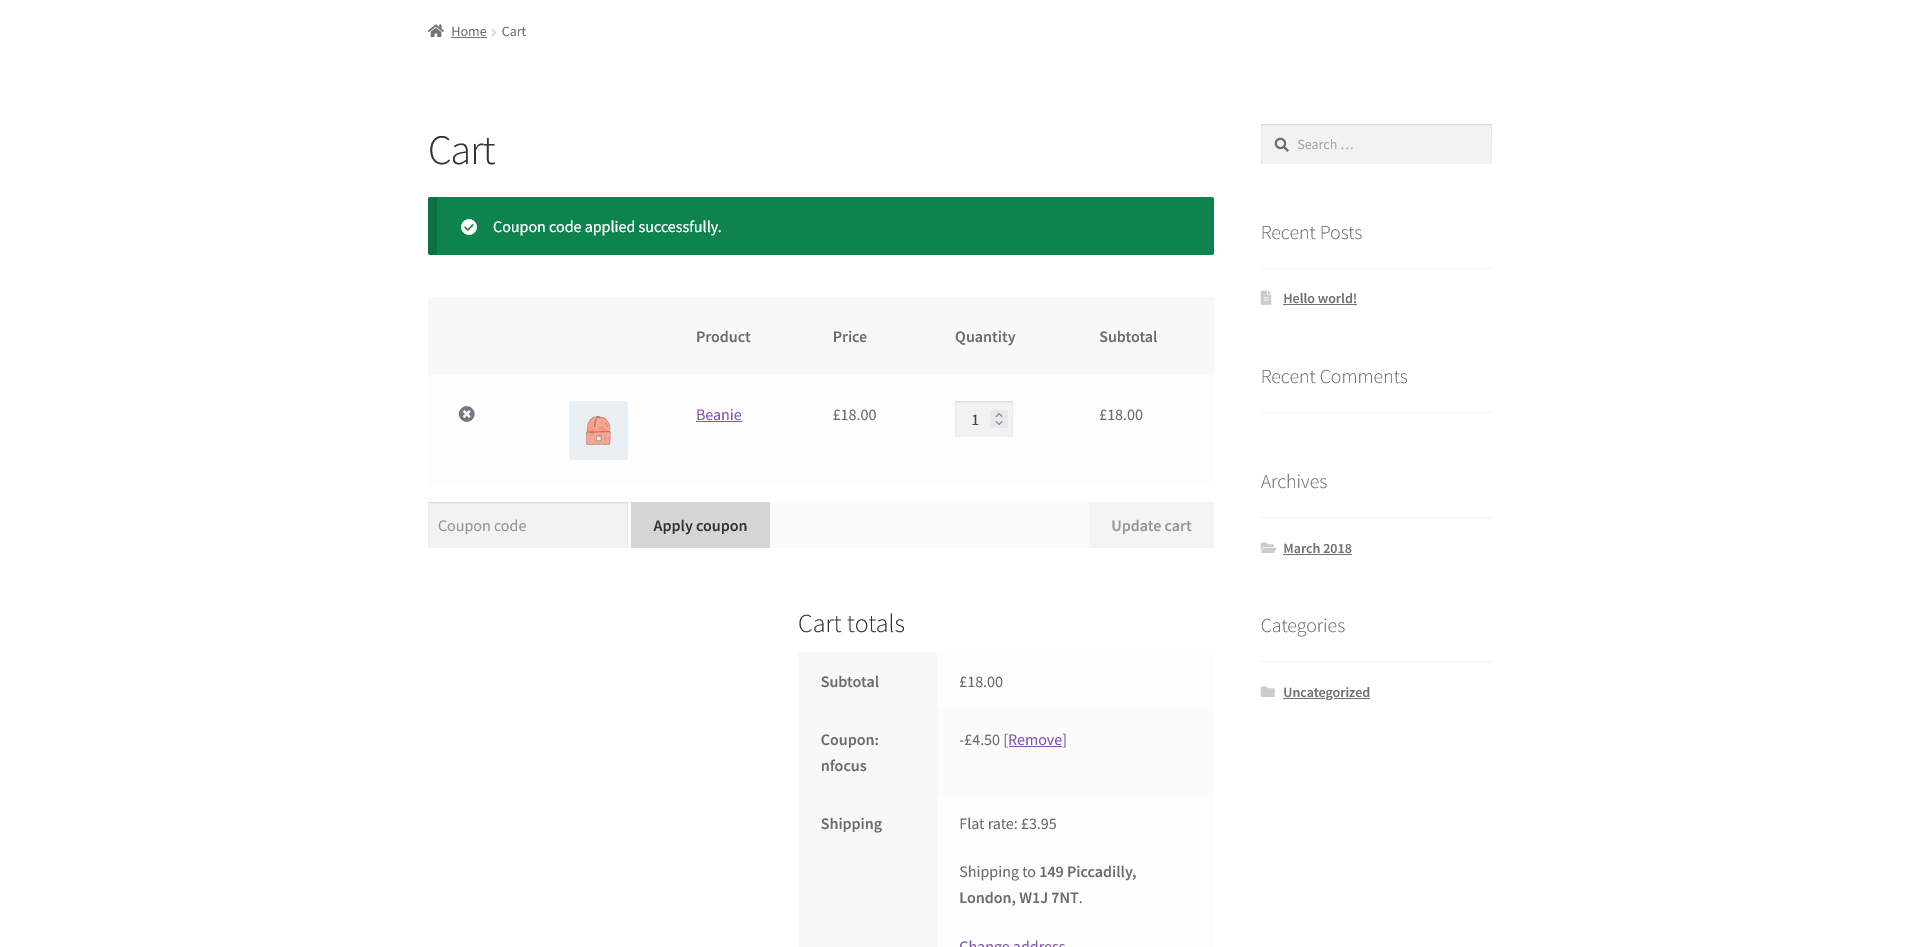 Home Cart
Cart
Search …
Coupon code applied successfully.
Recent Posts
Hello world!
Product Price Quantity Subtotal
Recent Comments
Beanie £18.00 1 £18.00
Archives
Coupon code Apply coupon Update cart
March 2018
Cart totals
Categories
Subtotal £18.00
Uncategorized
Coupon: -£4.50 [Remove]
nfocus
Shipping Flat rate: £3.95
Shipping to 149 Piccadilly,
London, W1J 7NT.
Change address